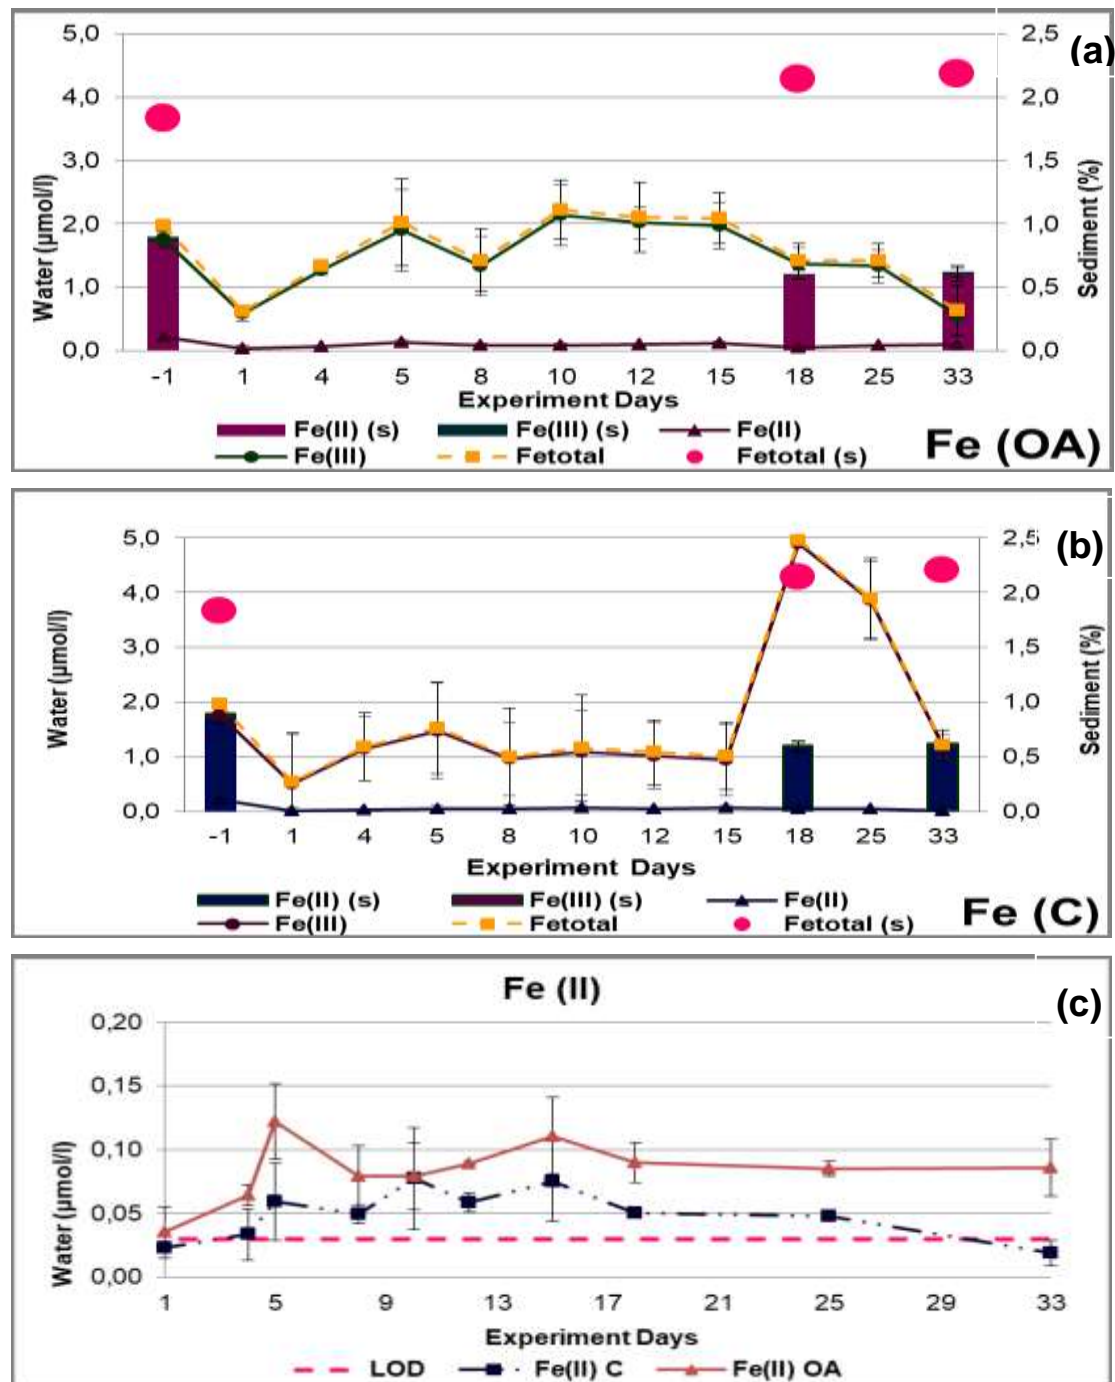 (a)
5,0 2,5
4,0 2,0
3,0 1,5
2,0 1,0
1,0 0,5
0,0 0,0
Water (µmol/l)
Sediment (%)
-1 1 4 5 8 10 12 15 18 25 33
Experiment Days
Fe(II) (s) Fe(III) (s) Fe(II)
Fe(III) Fetotal Fetotal (s)
Fe (OA)
(b)
5,0 2,5
4,0 2,0
3,0 1,5
2,0 1,0
1,0 0,5
0,0 0,0
Water (µmol/l)
Sediment (%)
-1 1 4 5 8 10 12 15 18 25 33
Experiment Days
Fe(II) (s) Fe(III) (s) Fe(II)
Fe(III) Fetotal Fetotal (s)
Fe (C)
Fe (II)
(c)
0,20
0,15
0,10
0,05
0,00
Water (µmol/l)
1 5 9 13 17 21 25 29 33
Experiment Days
LOD Fe(II) C Fe(II) OA